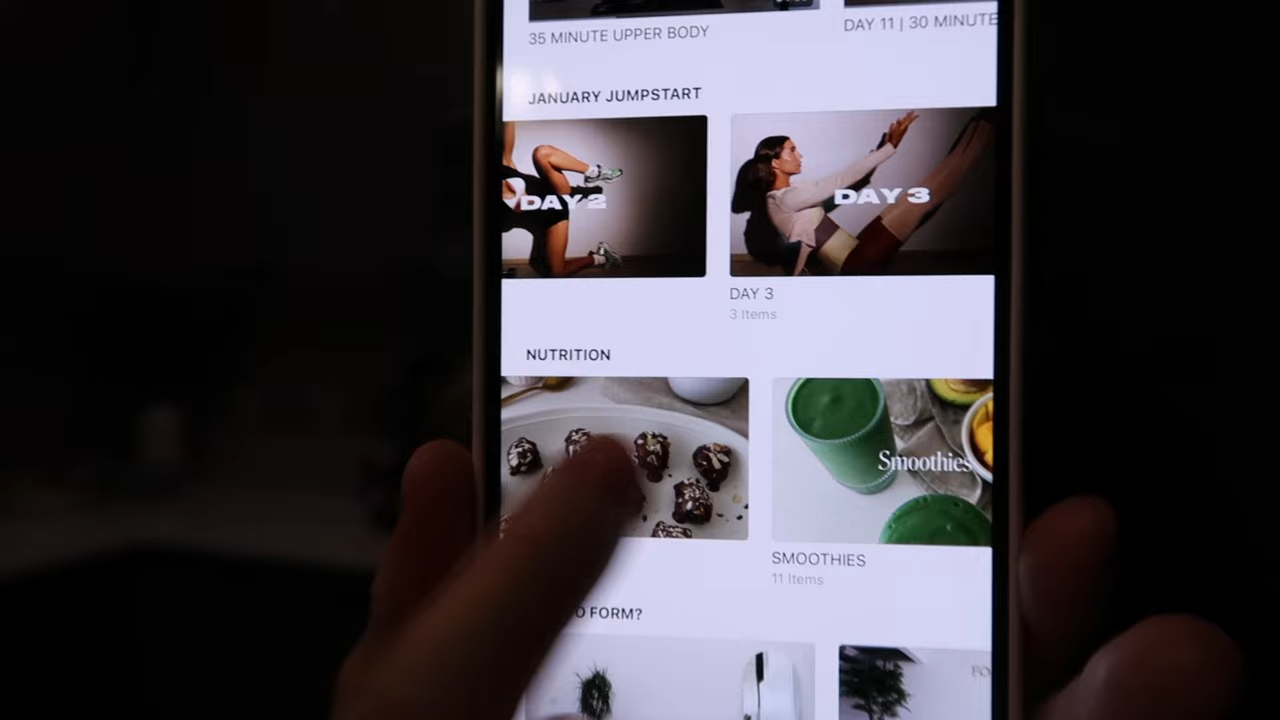 35 MINUTE UPPER BODY
DAY 11 | 30 MINUTE
JANUARY JUMPSTART
DAY 2
DAY 3
DAY 3
3 Items
NUTRITION
Smoothies
SMOOTHIES
11 Items
O FORM?
FO